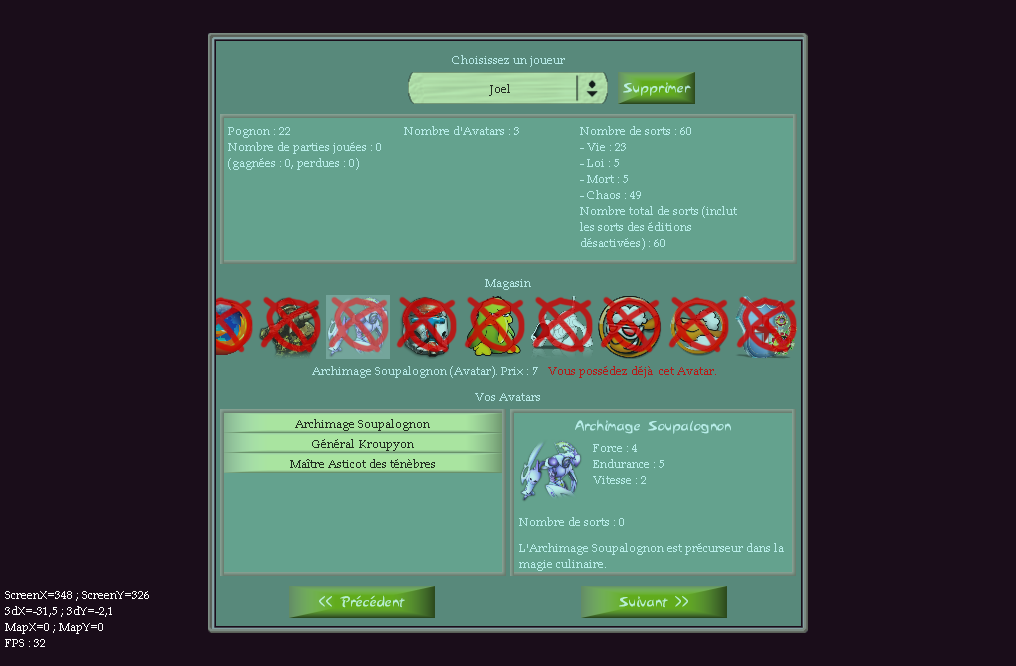 Choisissez un joueur
Joel
Supprimer
Pognon : 22
Nombre de parties jouées : 0
(gagnées : 0, perdues : 0)
Nombre d'Avatars : 3
Nombre de sorts : 60
- Vie : 23
- Loi : 5
- Mort : 5
- Chaos : 49
Nombre total de sorts (inclut
les sorts des éditions
désactivées) : 60
Magasin
Archimage Soupalognon (Avatar). Prix : 7 Vous possédez déjà cet Avatar.
Vos Avatars
Archimage Soupalognon
Général Kroupyon
Maître Asticot des ténèbres
Archimage Soupalognon
Force : 4
Endurance : 5
Vitesse : 2
Nombre de sorts : 0
L'Archimage Soupalognon est précurseur dans la
magie culinaire.
<< Précédent
Suivant >>
ScreenX=348 ; ScreenY=326
3dX=-31,5 ; 3dY=-2,1
MapX=0 ; MapY=0
FPS : 32